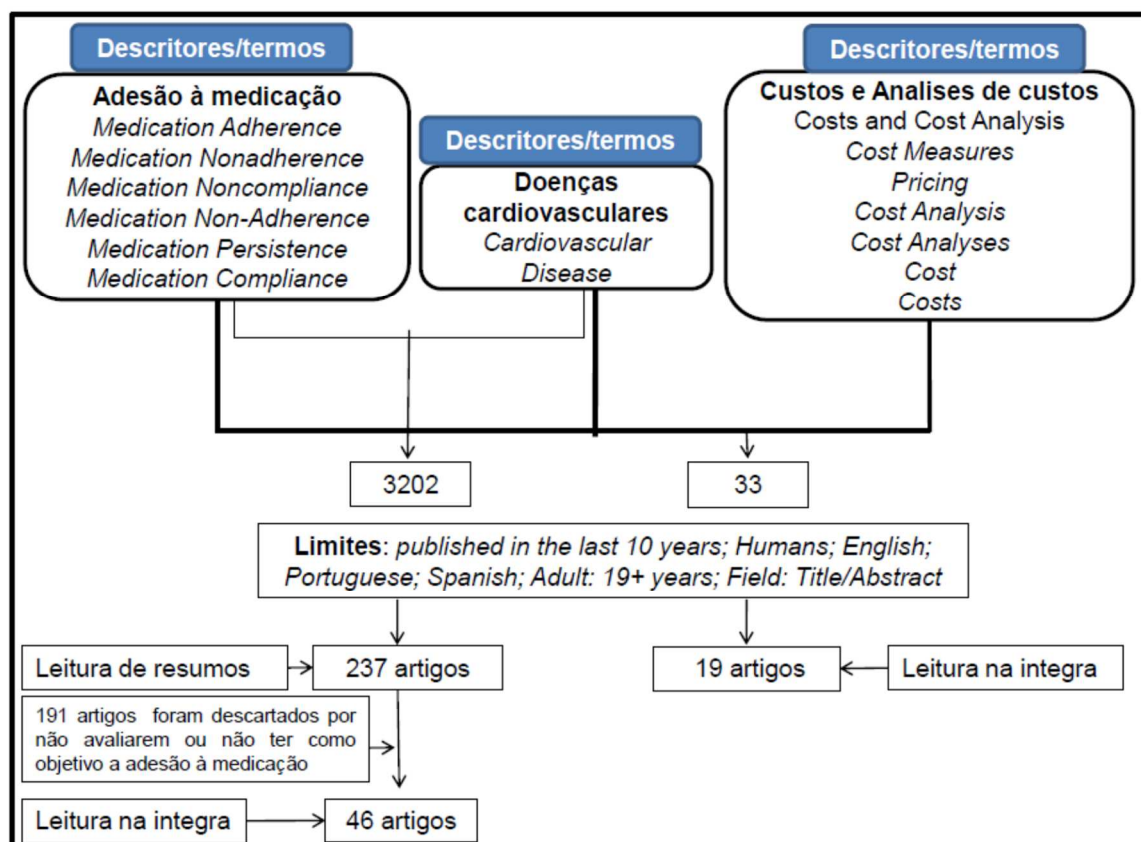 Descritores/termos
Adesão à medicação
Medication Adherence
Medication Nonadherence
Medication Noncompliance
Medication Non-Adherence
Medication Persistence
Medication Compliance
Descritores/termos
Doenças
cardiovasculares
Cardiovascular
Disease
Descritores/termos
Custos e Analises de custos
Costs and Cost Analysis
Cost Measures
Pricing
Cost Analysis
Cost Analyses
Cost
Costs
3202
33
Limites: published in the last 10 years; Humans; English;
Portuguese; Spanish; Adult: 19+ years; Field: Title/Abstract
Leitura de resumos
237 artigos
19 artigos
Leitura na integra
191 artigos foram descartados por
não avaliarem ou não ter como
objetivo a adesão à medicação
Leitura na integra
46 artigos